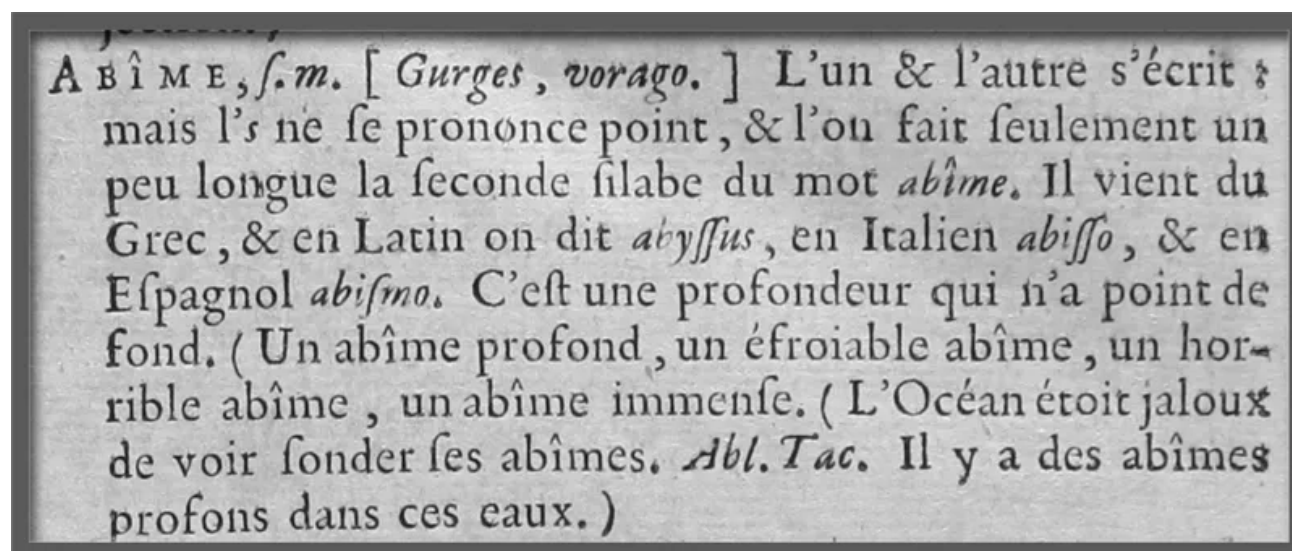 ABÎME, ſ. m. [ Gurges, vorago. ] L'un & l'autre s'écrit ;
mais l's ne ſe prononce point, & l'on fait ſeulement un
peu longue la ſeconde ſilabe du mot abîme. Il vient du
Grec, & en Latin on dit abyſſus, en Italien abiſſo, & en
Eſpagnol abiſmo. C'eſt une profondeur qui n'a point de
fond. ( Un abîme profond, un éfroiable abîme, un hor-
rible abîme, un abîme immenſe. ( L'Océan étoit jaloux
de voir ſonder ſes abîmes. Abl. Tac. Il y a des abîmes
profons dans ces eaux. )